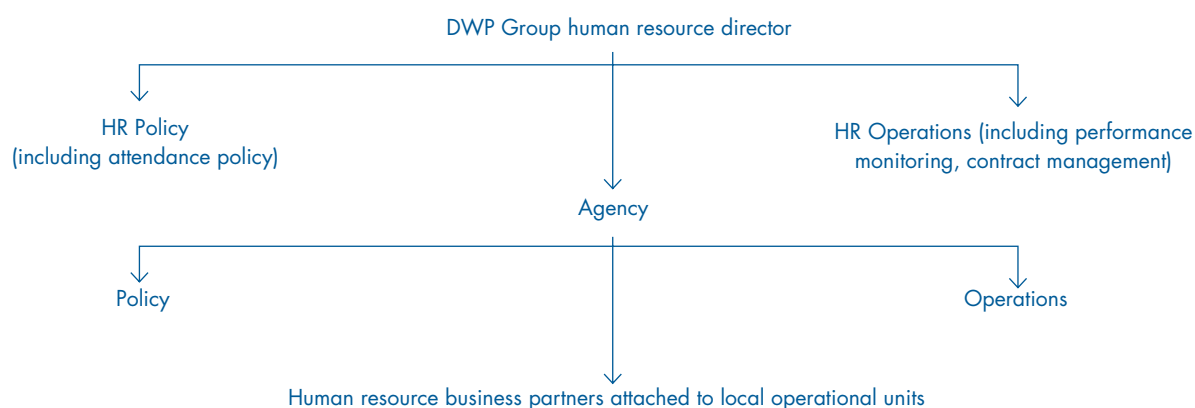 DWP Group human resource director
HR Policy
(including attendance policy)
HR Operations (including performance
monitoring, contract management)
Agency
Policy
Operations
Human resource business partners attached to local operational units